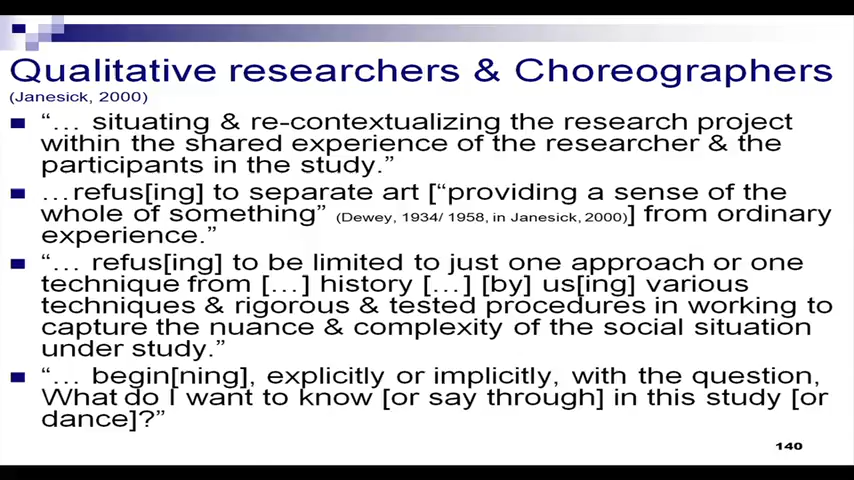 Qualitative researchers & Choreographers
(Janesick, 2000)
“… situating & re-contextualizing the research project
within the shared experience of the researcher & the
participants in the study.”
…refus[ing] to separate art [“providing a sense of the
whole of something” (Dewey, 1934/ 1958, in Janesick, 2000)] from ordinary
experience.”
“… refus[ing] to be limited to just one approach or one
technique from […] history […] [by] us[ing] various
techniques & rigorous & tested procedures in working to
capture the nuance & complexity of the social situation
under study.”
“… begin[ning], explicitly or implicitly, with the question,
What do I want to know [or say through] in this study [or
dance]?”
140